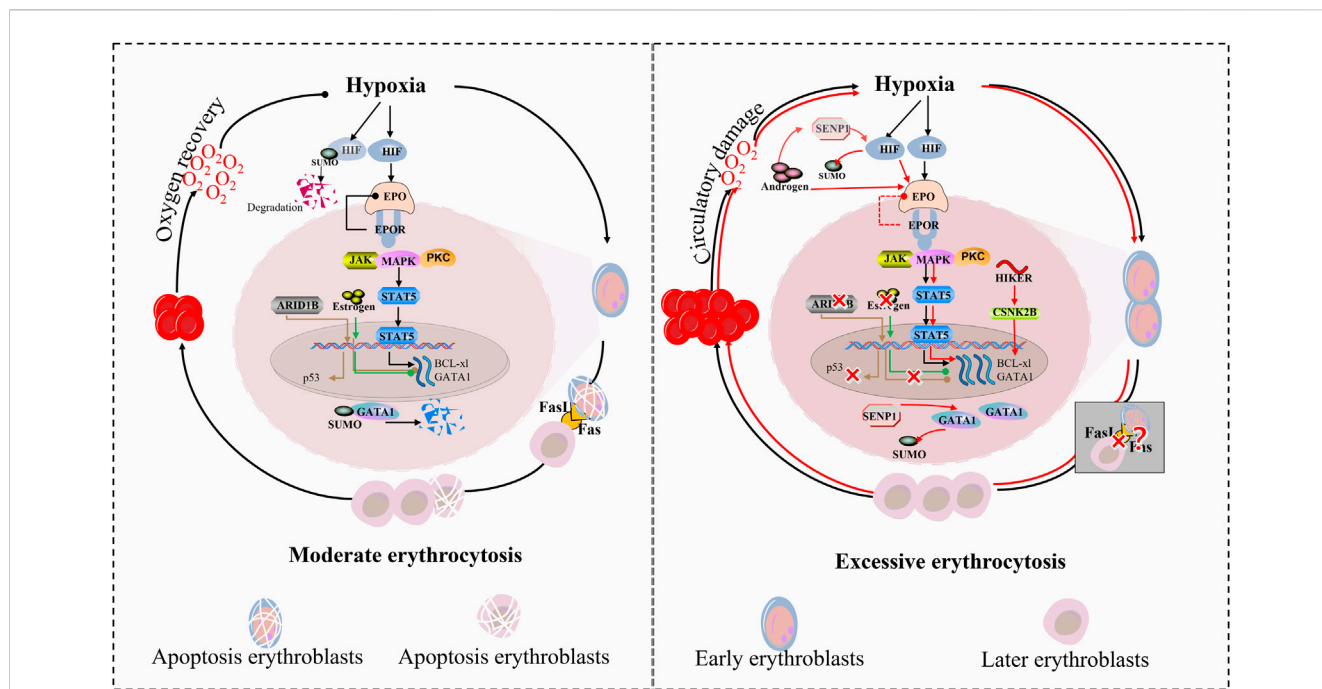 Hypoxia
Oxygen recovery
O2 O2
O2 O2
O2 O2
O2
HIF
HIF
SUMO
Degradation
EPO
EPOR
JAK
MAPK
PKC
STAT5
ARID1B
Estrogen
STAT5
p53
BCL-xl
GATA1
GATA1
SUMO
FasL
Fas
Moderate erythrocytosis
Apoptosis erythroblasts
Apoptosis erythroblasts
Hypoxia
Circulatory damage
O2
O2
O2
SENP1
HIF
HIF
SUMO
Androgen
EPO
EPOR
JAK
MAPK
PKC
HIKER
STAT5
CSNK2B
STAT5
p53
BCL-xl
GATA1
SENP1
GATA1
GATA1
SUMO
FasL
?
Fas
Excessive erythrocytosis
Early erythroblasts
Later erythroblasts